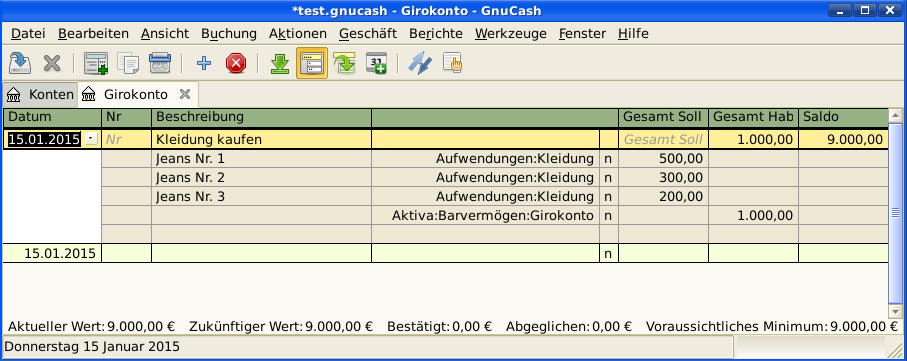 *test.gnucash - Girokonto - GnuCash
Datei Bearbeiten Ansicht Buchung Aktionen Geschäft Berichte Werkzeuge Fenster Hilfe
31
Konten Girokonto
Datum Nr Beschreibung Gesamt Soll Gesamt Hab Saldo
15.01.2015 Nr Kleidung kaufen Gesamt Soll 1.000,00 9.000,00
Jeans Nr. 1 Aufwendungen:Kleidung n 500,00
Jeans Nr. 2 Aufwendungen:Kleidung n 300,00
Jeans Nr. 3 Aufwendungen:Kleidung n 200,00
Aktiva:Barvermögen:Girokonto n 1.000,00
15.01.2015 n
Aktueller Wert: 9.000,00 € Zukünftiger Wert: 9.000,00 € Bestätigt: 0,00 € Abgeglichen: 0,00 € Voraussichtliches Minimum: 9.000,00 €
Donnerstag 15 Januar 2015